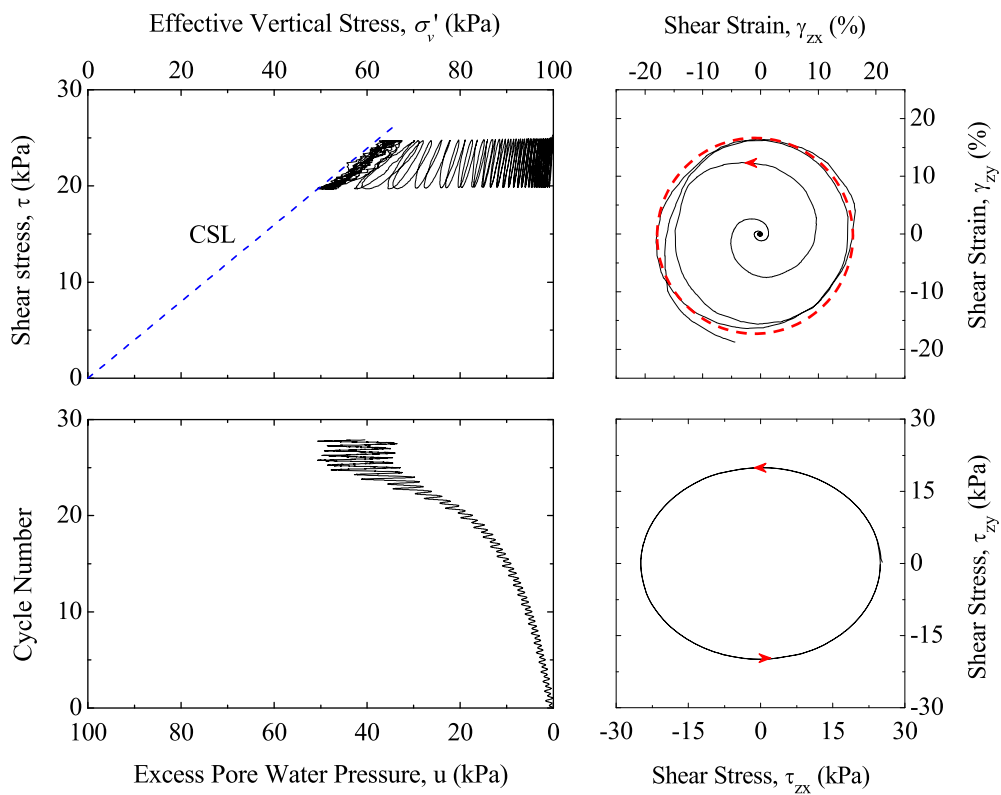 Effective Vertical Stress, σv' (kPa)
0 20 40 60 80 100
30
20
10
0
Shear stress, τ (kPa)
CSL
Shear Strain, γzx (%)
-20 -10 0 10 20
20
10
0
-10
-20
Shear Strain, γzy (%)
30
20
10
0
Cycle Number
100 80 60 40 20 0
Excess Pore Water Pressure, u (kPa)
30
15
0
-15
-30
Shear Stress, τzy (kPa)
-30 -15 0 15 30
Shear Stress, τzx (kPa)